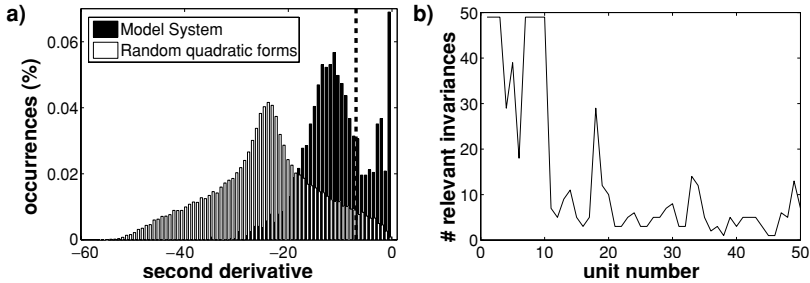 a)
Model System
Random quadratic forms
occurrences (%)
0.06
0.04
0.02
0
−60
−40
−20
0
second derivative
b)
# relevant invariances
50
40
30
20
10
0
0
10
20
30
40
50
unit number